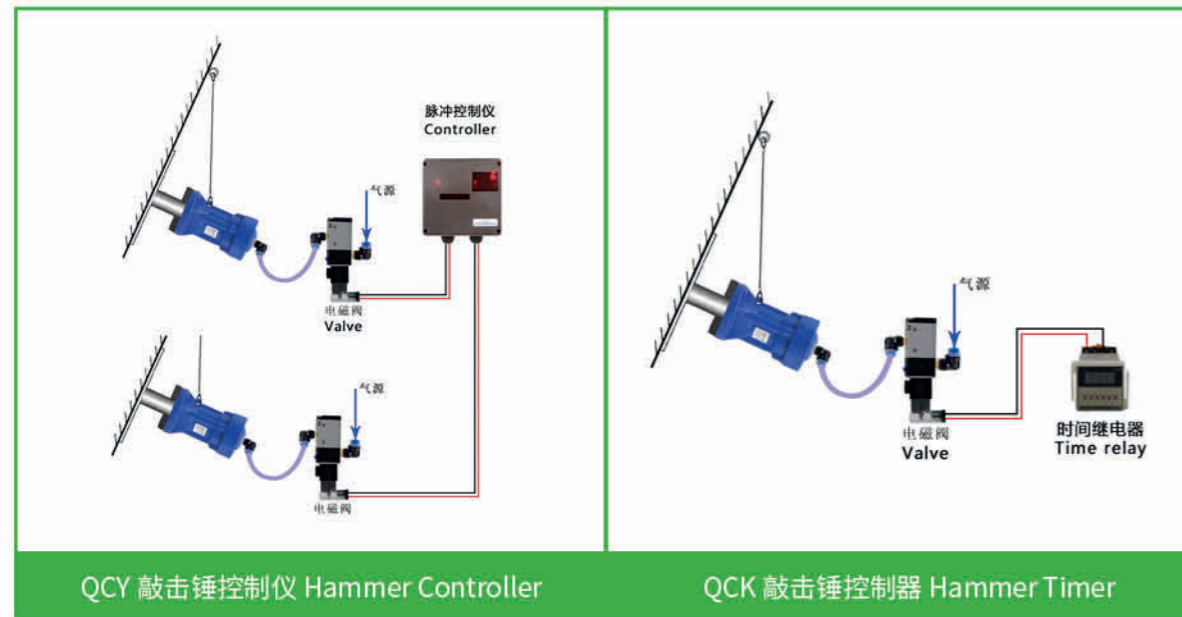 脉冲控制仪
Controller
气源
电磁阀
Valve
气源
电磁阀
气源
电磁阀
Valve
时间继电器
Time relay
QCY 敲击锤控制仪 Hammer Controller
QCK 敲击锤控制器 Hammer Timer